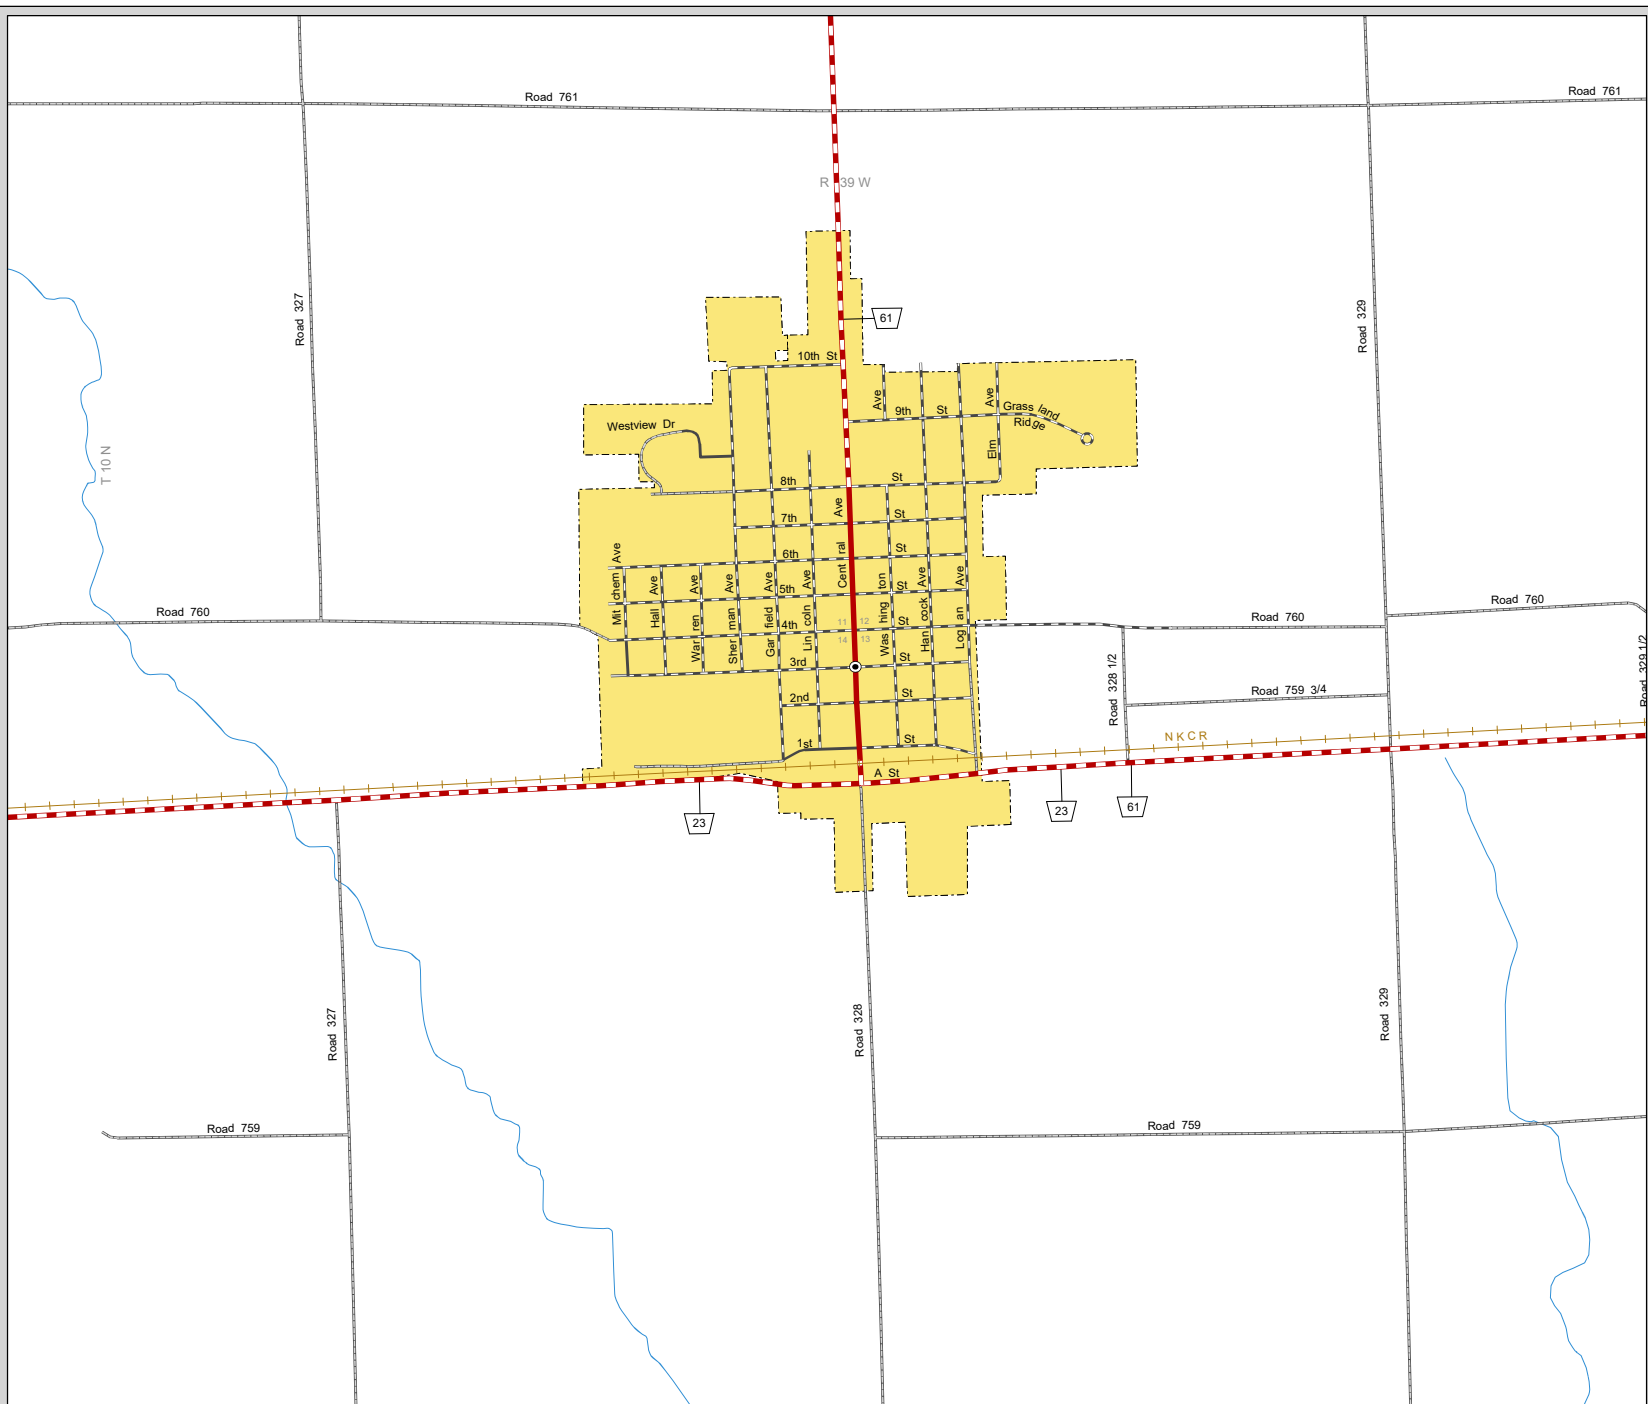 Road 761
Road 761
R 39 W
Road 327
Road 329
61
10th St
Ave
Ave
9th St
Grass land
Ridge
Westview Dr
Elm
T 10 N
8th St
Ave
7th St
6th St
Mit chem Ave
Hall Ave
War ren Ave
Sher man Ave
Gar field Ave
Lin coln Ave
Cent ral
Was hing ton
Han cock Ave
Log an Ave
5th St
Road 760
4th St
11 12
14 13
Road 760
Road 760
3rd St
Road 328 1/2
Road 329 1/2
2nd St
Road 759 3/4
1st St
NKCR
A St
23
23
61
Road 327
Road 328
Road 329
Road 759
Road 759